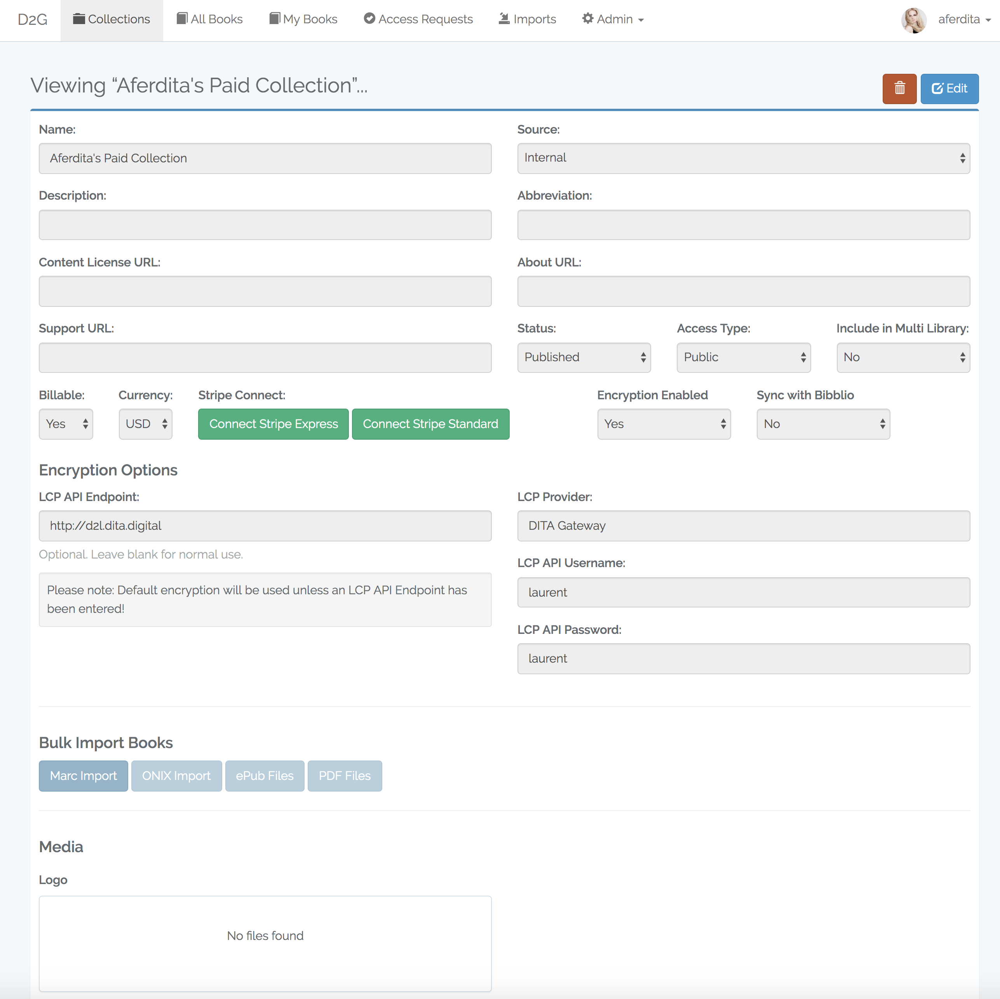 D2G
Collections
All Books
My Books
Access Requests
Imports
Admin
aferdita
Viewing “Aferdita's Paid Collection”...
Edit
Name:
Source:
Aferdita's Paid Collection
Internal
Description:
Abbreviation:
Content License URL:
About URL:
Support URL:
Status:
Access Type:
Include in Multi Library:
Published
Public
No
Billable:
Currency:
Stripe Connect:
Encryption Enabled
Sync with Bibblio
Yes
USD
Connect Stripe Express
Connect Stripe Standard
Yes
No
Encryption Options
LCP API Endpoint:
LCP Provider:
http://d2l.dita.digital
DITA Gateway
Optional. Leave blank for normal use.
LCP API Username:
Please note: Default encryption will be used unless an LCP API Endpoint has
been entered!
laurent
LCP API Password:
laurent
Bulk Import Books
Marc Import
ONIX Import
ePub Files
PDF Files
Media
Logo
No files found